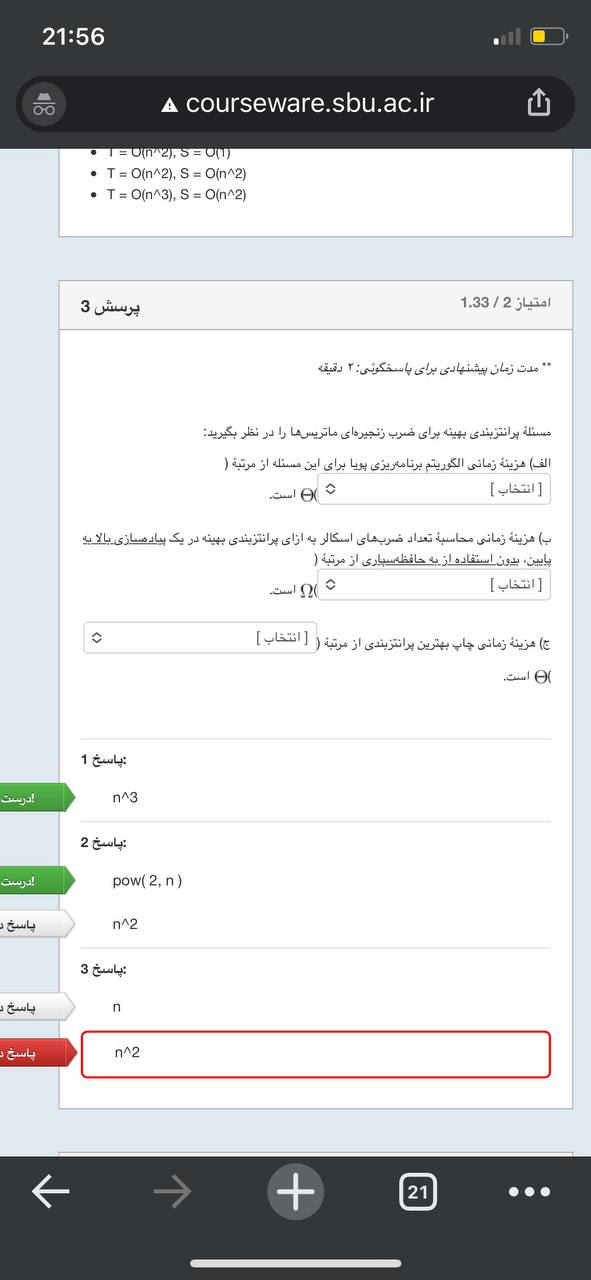 21:56
courseware.sbu.ac.ir
T = O(n^2), S = O(1)
T = O(n^2), S = O(n^2)
T = O(n^3), S = O(n^2)
پرسش 3
امتیاز 2 / 1.33
** مدت زمان پیشنهادی برای پاسخگوئی: ۲ دقیقه
مسئلهٔ پرانتزبندی بهینه برای ضرب زنجیره‌ای ماتریس‌ها را در نظر بگیرید:
الف) هزینهٔ زمانی الگوریتم برنامه‌ریزی پویا برای این مسئله از مرتبهٔ (
[ انتخاب ]
)Θ است.
ب) هزینهٔ زمانی محاسبهٔ تعداد ضرب‌های اسکالر به ازای پرانتزبندی بهینه در یک پیاده‌سازی بالا به
پایین، بدون استفاده از به حافظه‌سپاری از مرتبهٔ (
[ انتخاب ]
)Ω است.
ج) هزینهٔ زمانی چاپ بهترین پرانتزبندی از مرتبهٔ (
[ انتخاب ]
)Θ است.
پاسخ 1:
درست!
n^3
پاسخ 2:
درست!
pow( 2, n )
پاسخ
n^2
پاسخ 3:
پاسخ
n
پاسخ
n^2
21